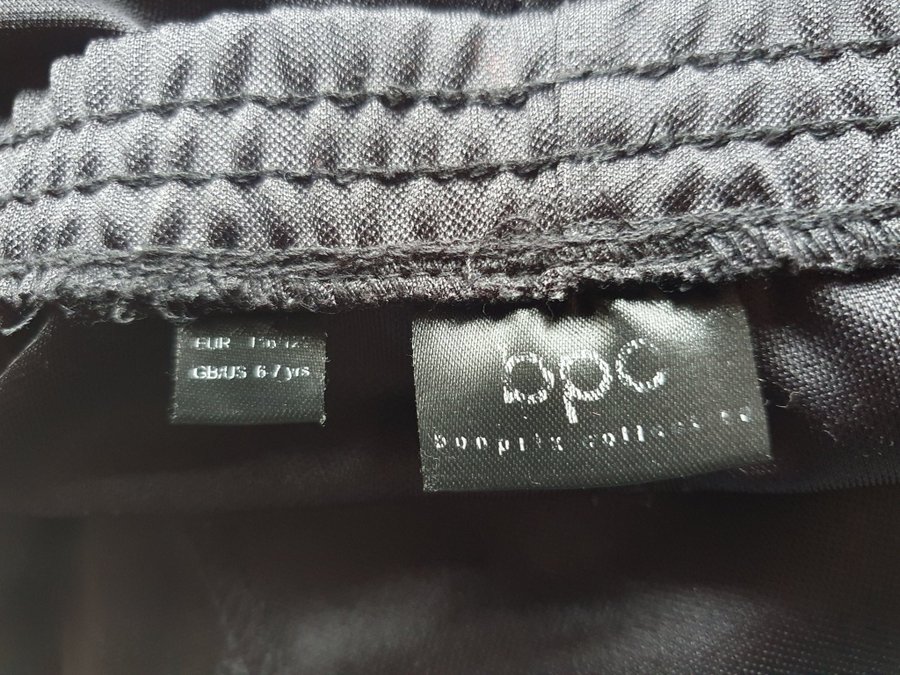 EUR
GB/US 6-7 yrs
bpc
bonprix collection